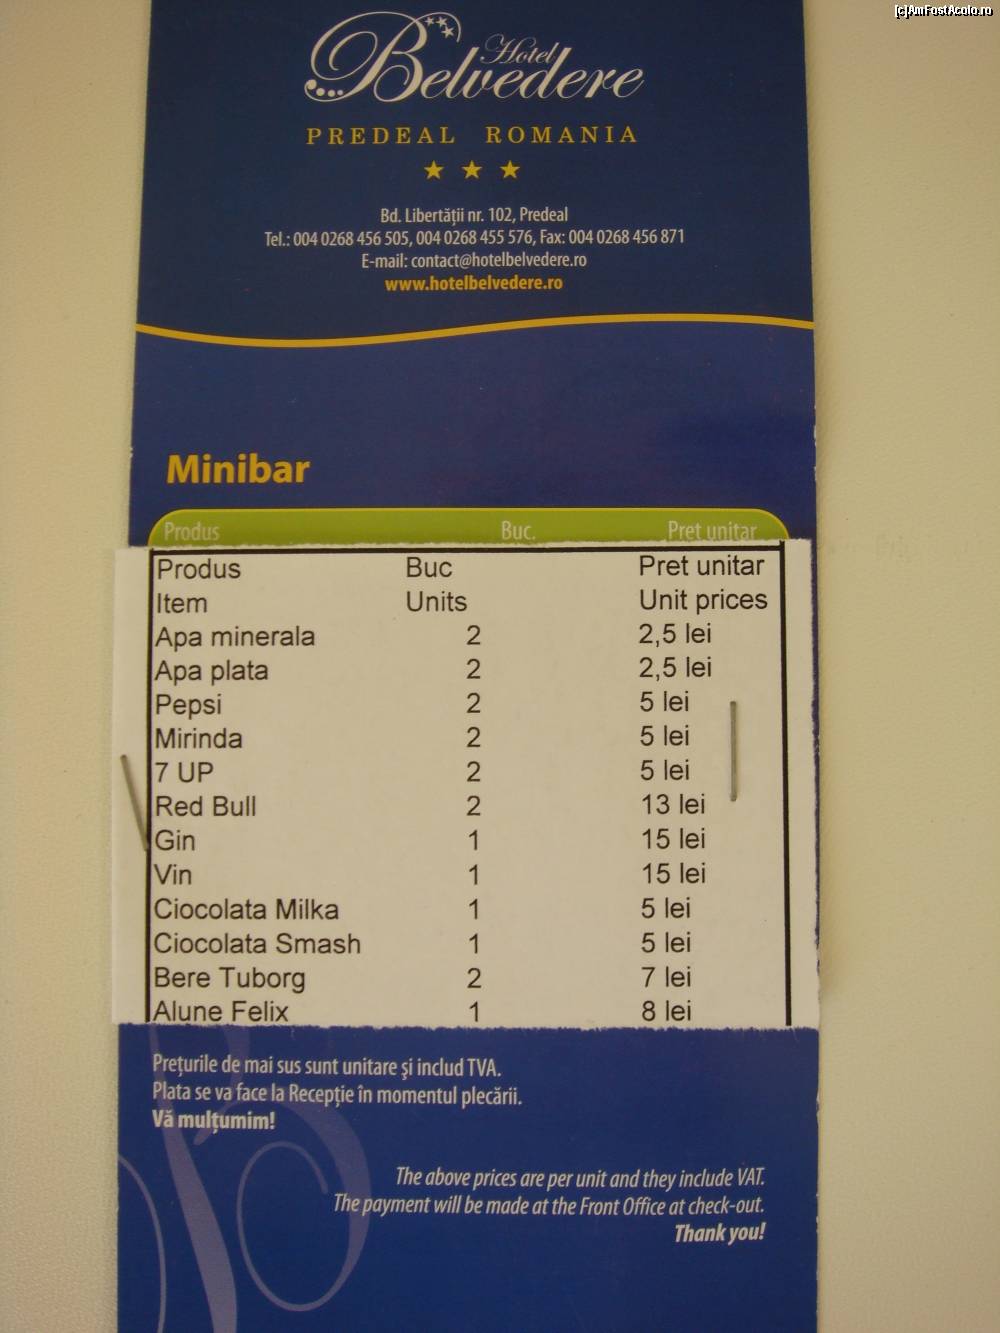 [c]AmFostAcolo.ro
Hotel
Belvedere
PREDEAL ROMANIA
Bd. Libertății nr. 102, Predeal
Tel.: 004 0268 456 505, 004 0268 455 576, Fax: 004 0268 456 871
E-mail: contact@hotelbelvedere.ro
www.hotelbelvedere.ro
Minibar
Produs Buc. Preț unitar
Produs Buc Pret unitar
Item Units Unit prices
Apa minerala 2 2,5 lei
Apa plata 2 2,5 lei
Pepsi 2 5 lei
Mirinda 2 5 lei
7 UP 2 5 lei
Red Bull 2 13 lei
Gin 1 15 lei
Vin 1 15 lei
Ciocolata Milka 1 5 lei
Ciocolata Smash 1 5 lei
Bere Tuborg 2 7 lei
Alune Felix 1 8 lei
Prețurile de mai sus sunt unitare şi includ TVA.
Plata se va face la Recepție în momentul plecării.
Vă mulțumim!
The above prices are per unit and they include VAT.
The payment will be made at the Front Office at check-out.
Thank you!